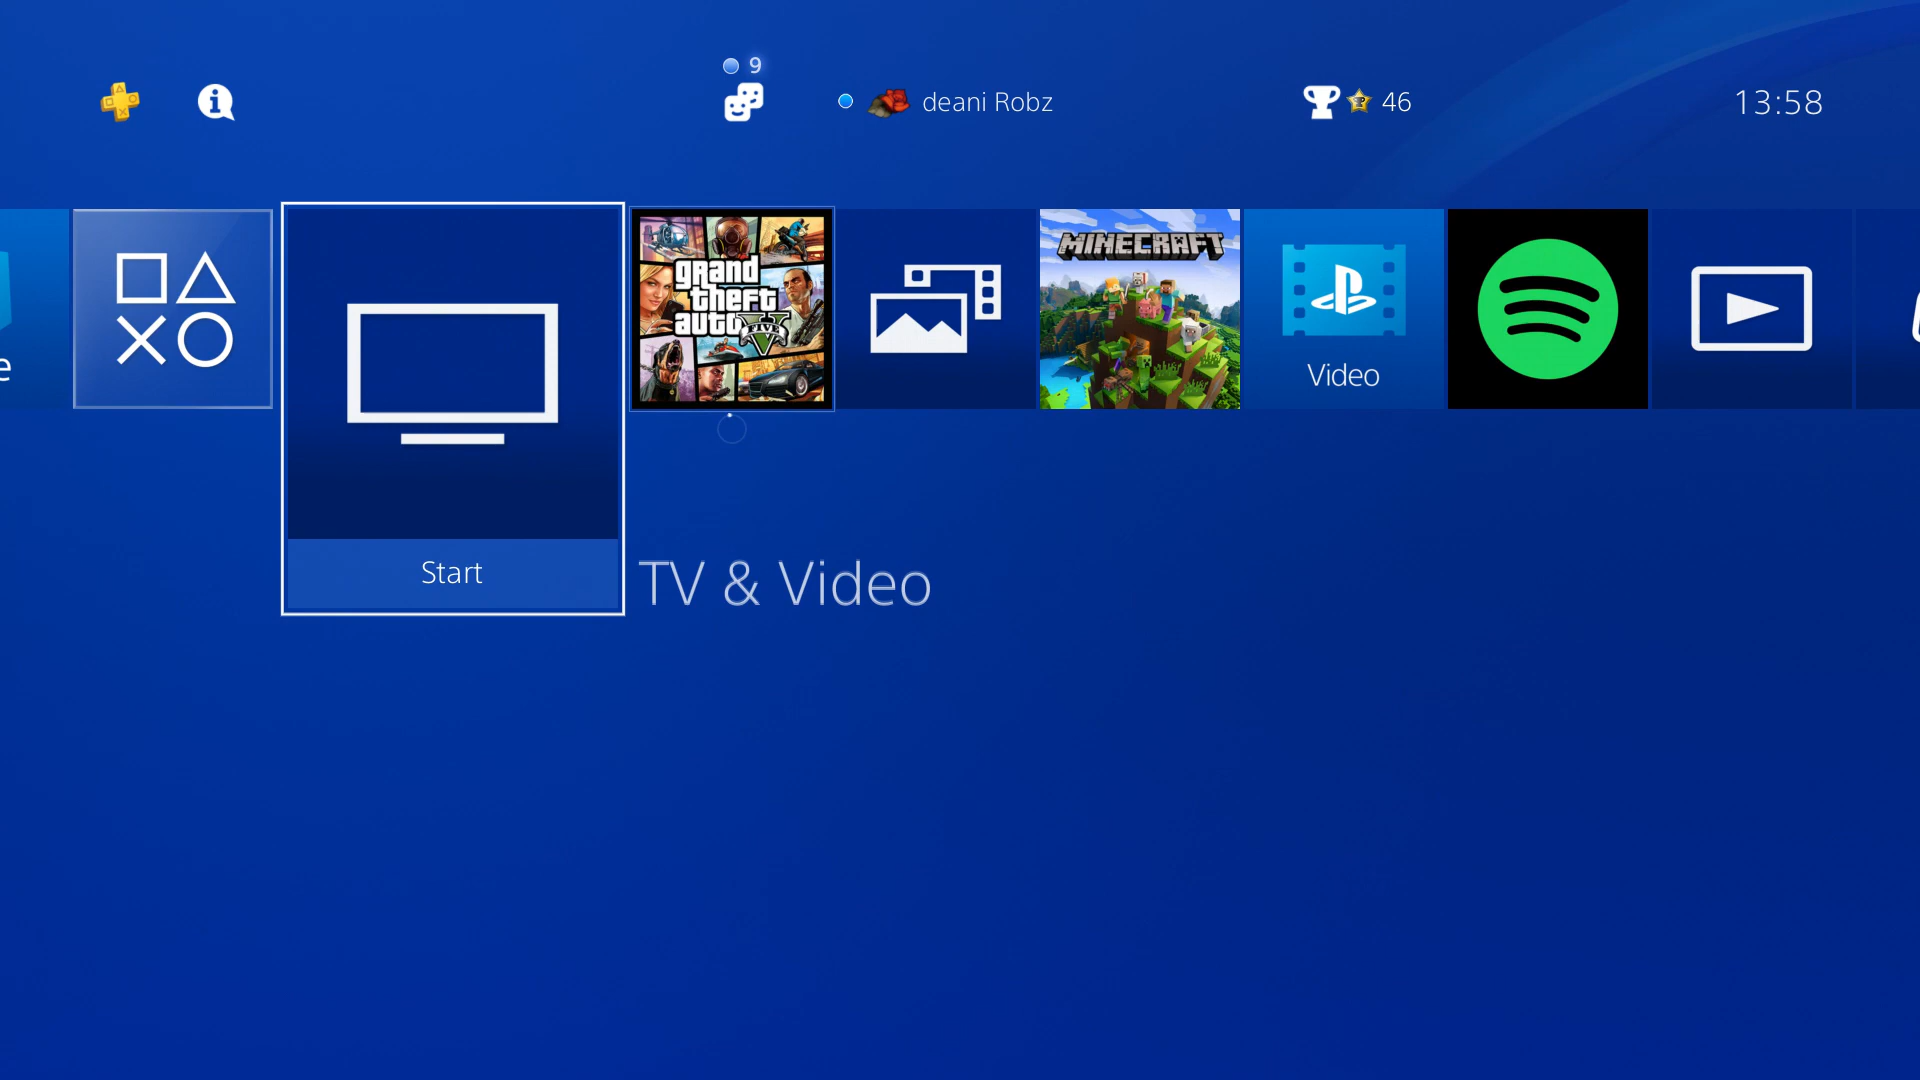 9
deani Robz
46
13:58
e
grand
theft
auto
FIVE
MINECRAFT
Video
Start
TV & Video